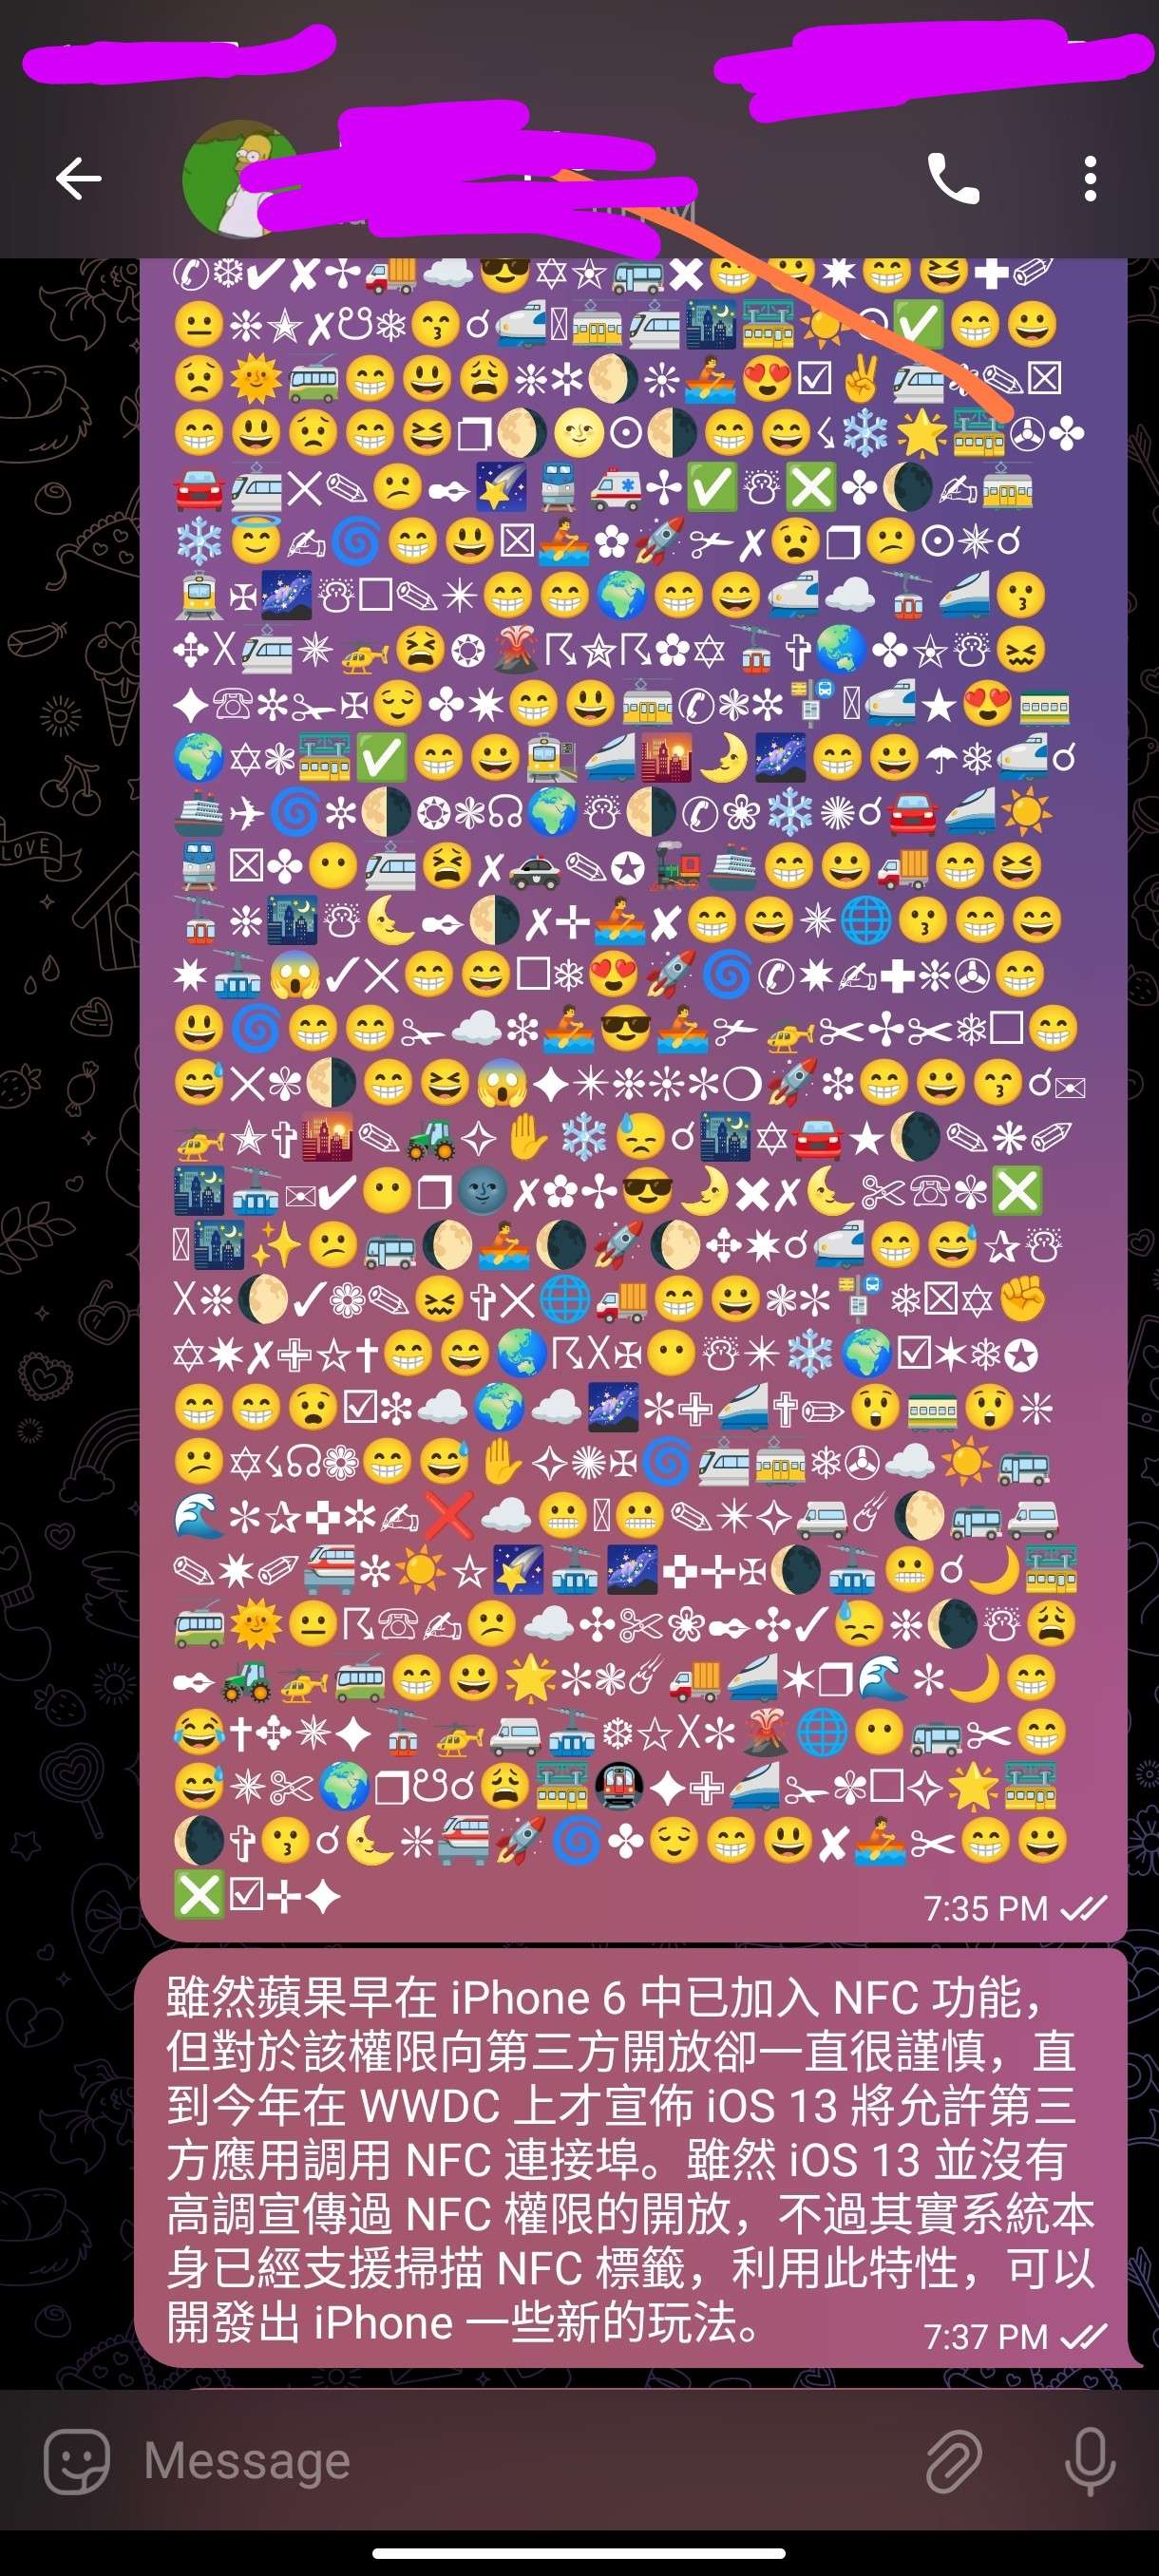 7:35 PM
雖然蘋果早在 iPhone 6 中已加入 NFC 功能，
但對於該權限向第三方開放卻一直很謹慎，直
到今年在 WWDC 上才宣佈 iOS 13 將允許第三
方應用調用 NFC 連接埠。雖然 iOS 13 並沒有
高調宣傳過 NFC 權限的開放，不過其實系統本
身已經支援掃描 NFC 標籤，利用此特性，可以
開發出 iPhone 一些新的玩法。
7:37 PM
Message